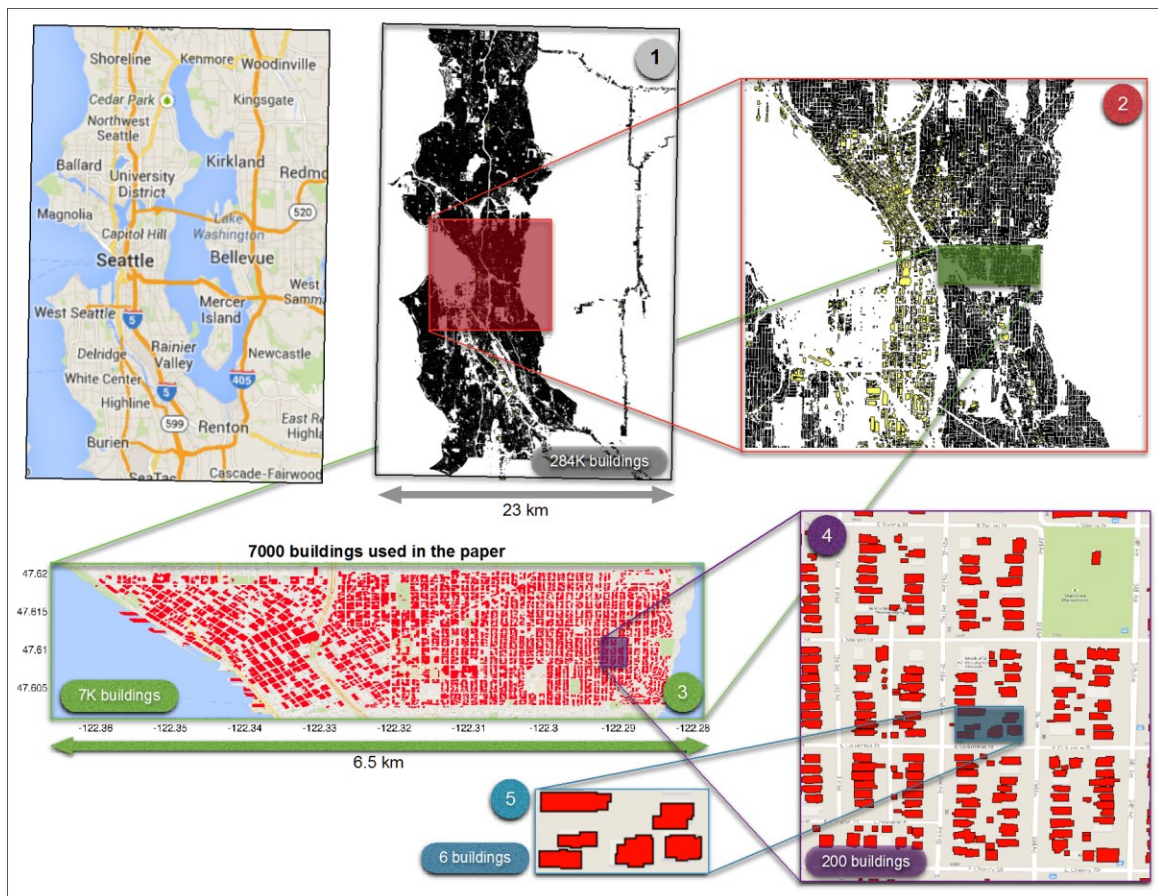 Shoreline
Kenmore
Woodinville
Cedar Park
Kingsgate
Northwest
Seattle
Ballard
Kirkland
University
District
Redmo
520
Magnolia
Lake
Washington
Capitol Hill
Seattle
Bellevue
West
Samma
Mercer
Island
West Seattle
5
Rainier
Valley
Newcastle
Delridge
White Center
5
405
Highline
599
Renton
East Re
Highla
Burien
SeaTac
Cascade-Fairwood
1
284K buildings
23 km
2
7000 buildings used in the paper
47.62
47.615
47.61
47.605
7K buildings
3
-122.36
-122.35
-122.34
-122.33
-122.32
-122.31
-122.3
-122.29
-122.28
6.5 km
4
200 buildings
5
6 buildings